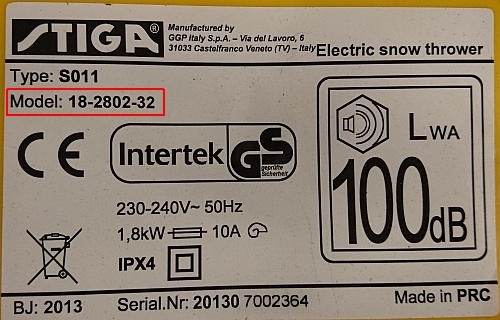 STIGA®
Manufactured by
GGP Italy S.p.A. - Via del Lavoro, 6
31033 Castelfranco Veneto (TV) - Italy
Electric snow thrower
Type: S011
Model: 18-2802-32
CE
Intertek
GS
geprüfte
Sicherheit
LWA
100dB
230-240V~ 50Hz
1,8kW 10A
IPX4
BJ: 2013
Serial.Nr: 20130 7002364
Made in PRC